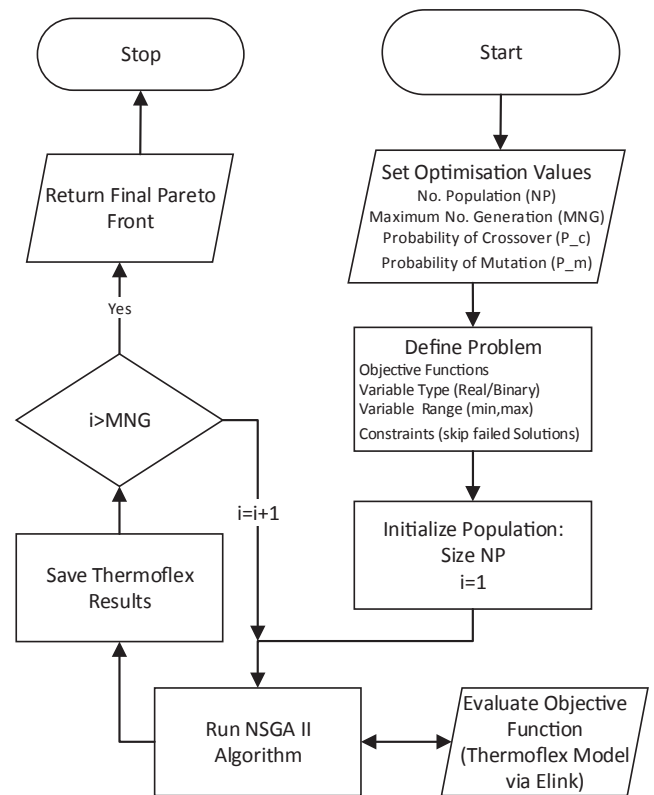 Start
Set Optimisation Values
No. Population (NP)
Maximum No. Generation (MNG)
Probability of Crossover (P_c)
Probability of Mutation (P_m)
Define Problem
Objective Functions
Variable Type (Real/Binary)
Variable Range (min,max)
Constraints (skip failed Solutions)
Initialize Population:
Size NP
i=1
Run NSGA II
Algorithm
Evaluate Objective
Function
(Thermoflex Model
via Elink)
Save Thermoflex
Results
i>MNG
i=i+1
Yes
Return Final Pareto
Front
Stop